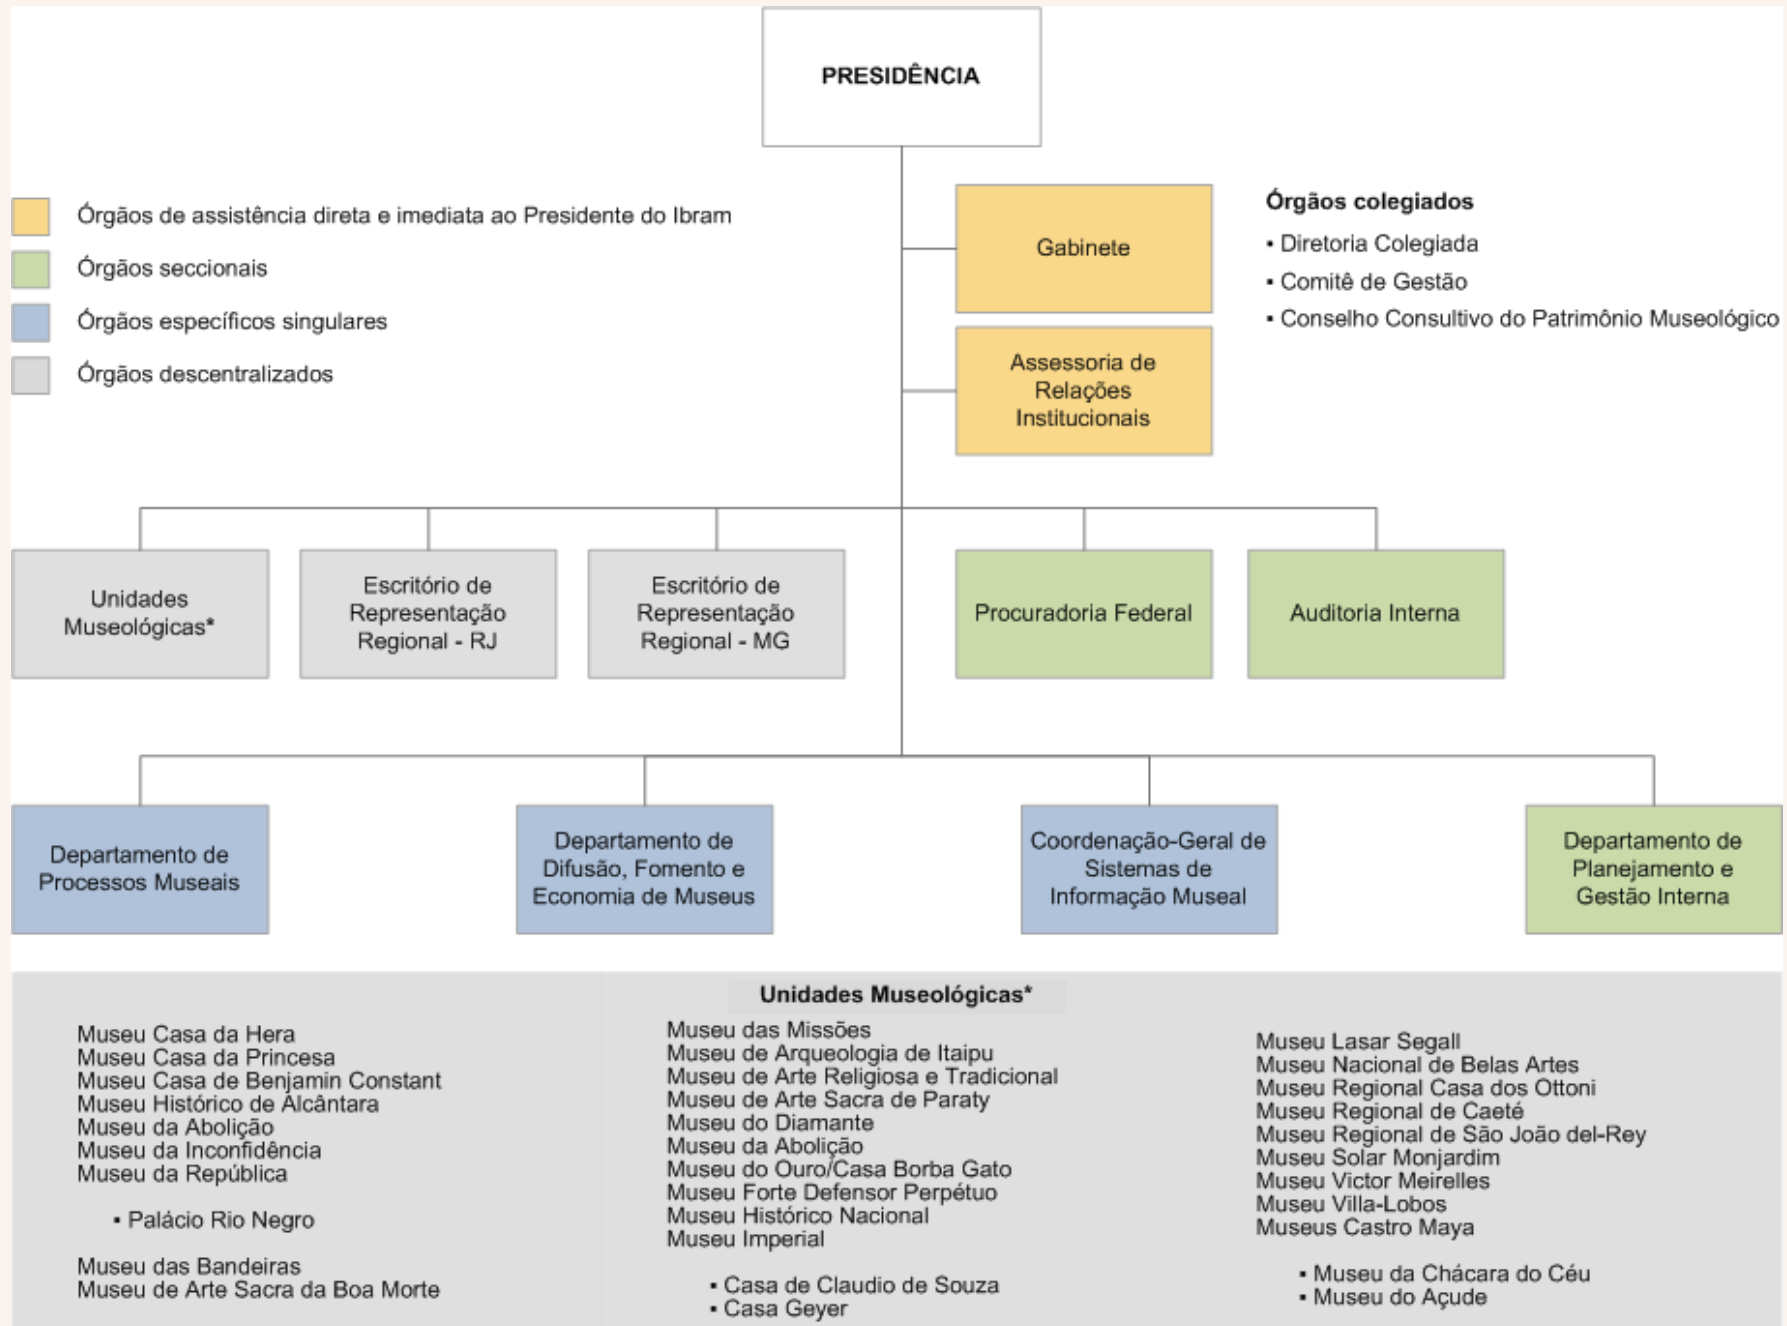 PRESIDÊNCIA
Órgãos de assistência direta e imediata ao Presidente do Ibram
Órgãos seccionais
Órgãos específicos singulares
Órgãos descentralizados
Gabinete
Assessoria de
Relações
Institucionais
Órgãos colegiados
▪ Diretoria Colegiada
▪ Comitê de Gestão
▪ Conselho Consultivo do Patrimônio Museológico
Unidades
Museológicas*
Escritório de
Representação
Regional - RJ
Escritório de
Representação
Regional - MG
Procuradoria Federal
Auditoria Interna
Departamento de
Processos Museais
Departamento de
Difusão, Fomento e
Economia de Museus
Coordenação-Geral de
Sistemas de
Informação Museal
Departamento de
Planejamento e
Gestão Interna
Unidades Museológicas*
Museu Casa da Hera
Museu Casa da Princesa
Museu Casa de Benjamin Constant
Museu Histórico de Alcântara
Museu da Abolição
Museu da Inconfidência
Museu da República
▪ Palácio Rio Negro
Museu das Bandeiras
Museu de Arte Sacra da Boa Morte
Museu das Missões
Museu de Arqueologia de Itaipu
Museu de Arte Religiosa e Tradicional
Museu de Arte Sacra de Paraty
Museu do Diamante
Museu da Abolição
Museu do Ouro/Casa Borba Gato
Museu Forte Defensor Perpétuo
Museu Histórico Nacional
Museu Imperial
▪ Casa de Claudio de Souza
▪ Casa Geyer
Museu Lasar Segall
Museu Nacional de Belas Artes
Museu Regional Casa dos Ottoni
Museu Regional de Caeté
Museu Regional de São João del-Rey
Museu Solar Monjardim
Museu Victor Meirelles
Museu Villa-Lobos
Museus Castro Maya
▪ Museu da Chácara do Céu
▪ Museu do Açude